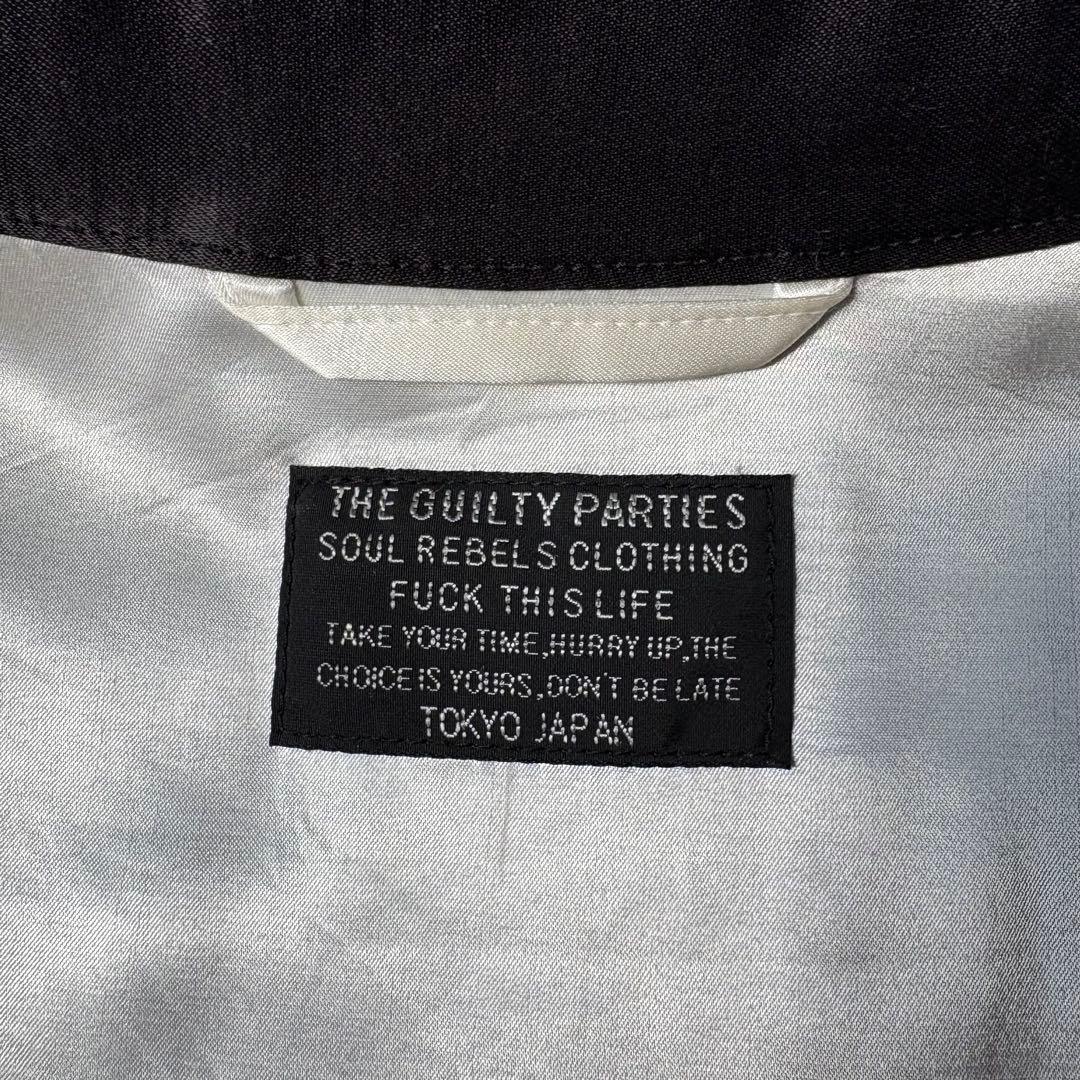 THE GUILTY PARTIES
SOUL REBELS CLOTHING
FUCK THIS LIFE
TAKE YOUR TIME,HURRY UP,THE
CHOICE IS YOURS,DON'T BE LATE
TOKYO JAPAN